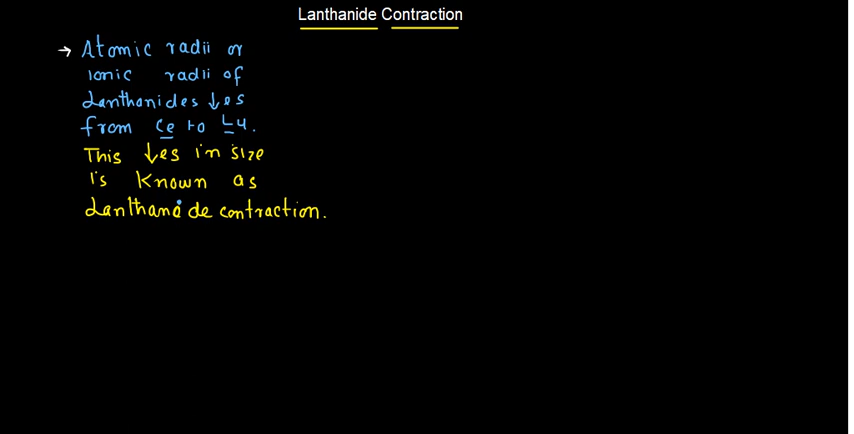 Lanthanide Contraction
→ Atomic radii or
ionic radii of
Lanthanides ↓es
from Ce to Lu.
This ↓es in size
is known as
Lanthanide contraction.